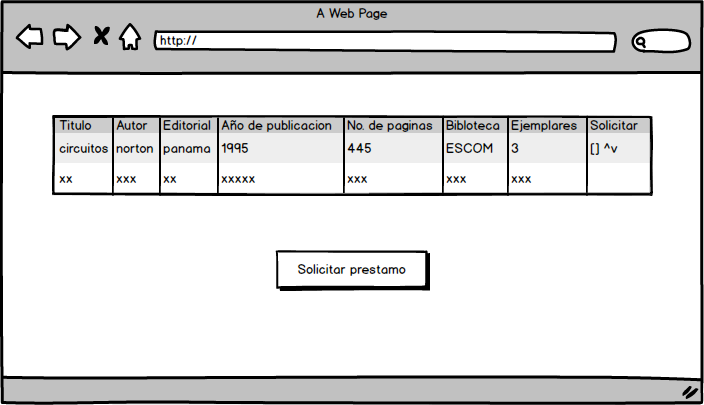 A Web Page
http://
Titulo Autor Editorial Año de publicacion No. de paginas Bibloteca Ejemplares Solicitar
circuitos norton panama 1995 445 ESCOM 3 [] ^v
xx xxx xx xxxxx xxx xxx xxx
Solicitar prestamo